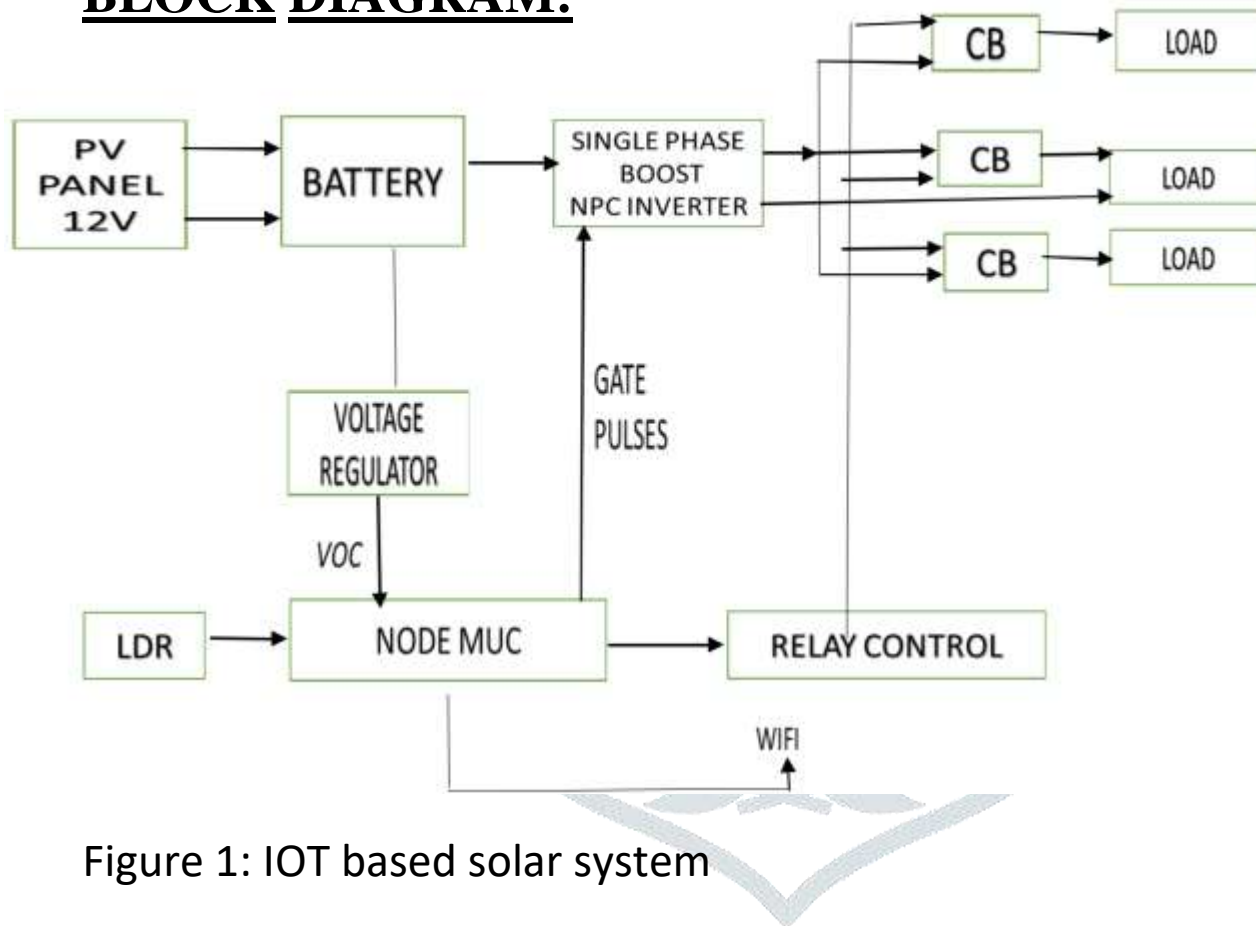 BLOCK DIAGRAM:
CB
LOAD
PV
PANEL
12V
BATTERY
SINGLE PHASE
BOOST
NPC INVERTER
CB
LOAD
CB
LOAD
GATE
PULSES
VOLTAGE
REGULATOR
VOC
LDR
NODE MUC
RELAY CONTROL
WIFI
Figure 1: IOT based solar system